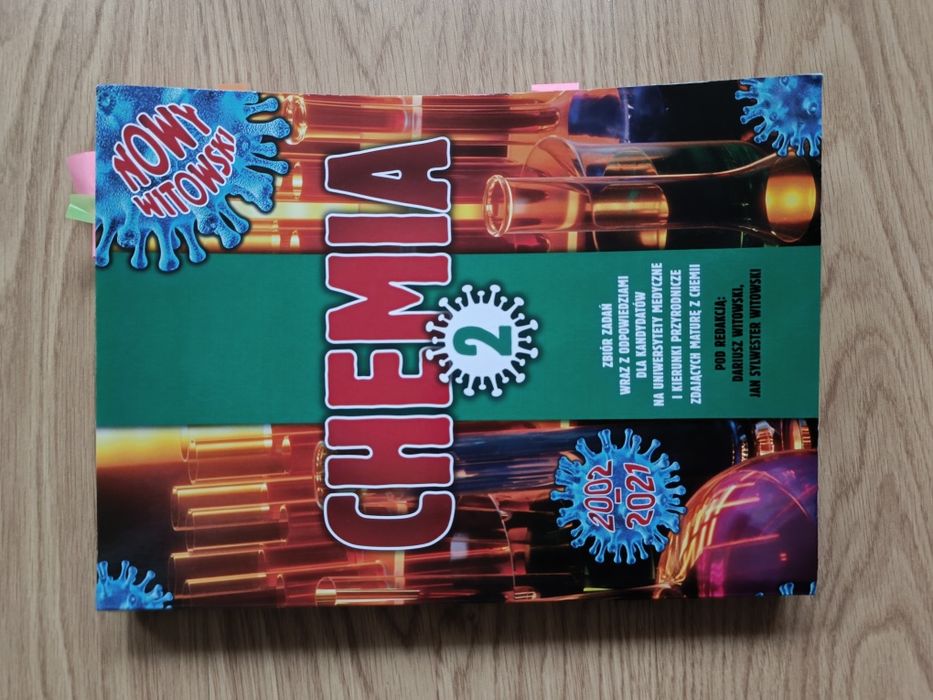 NOWY
WITOWSKI
CHEMIA
2
ZBIÓR ZADAŃ
WRAZ Z ODPOWIEDZIAMI
DLA KANDYDATÓW
NA UNIWERSYTETY MEDYCZNE
I KIERUNKI PRZYRODNICZE
ZDAJĄCYCH MATURĘ Z CHEMII
POD REDAKCJĄ:
DARIUSZ WITOWSKI,
JAN SYLWESTER WITOWSKI
2002-
2021